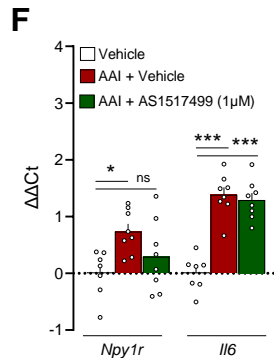 F
Vehicle
AAI + Vehicle
AAI + AS1517499 (1μM)
ΔΔCt
4
3
2
1
0
-1
*
ns
***
***
Npy1r
Il6